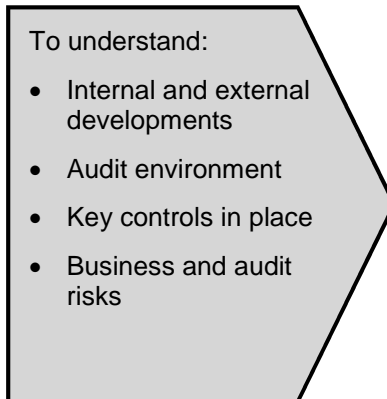 To understand:
• Internal and external
developments
• Audit environment
• Key controls in place
• Business and audit
risks